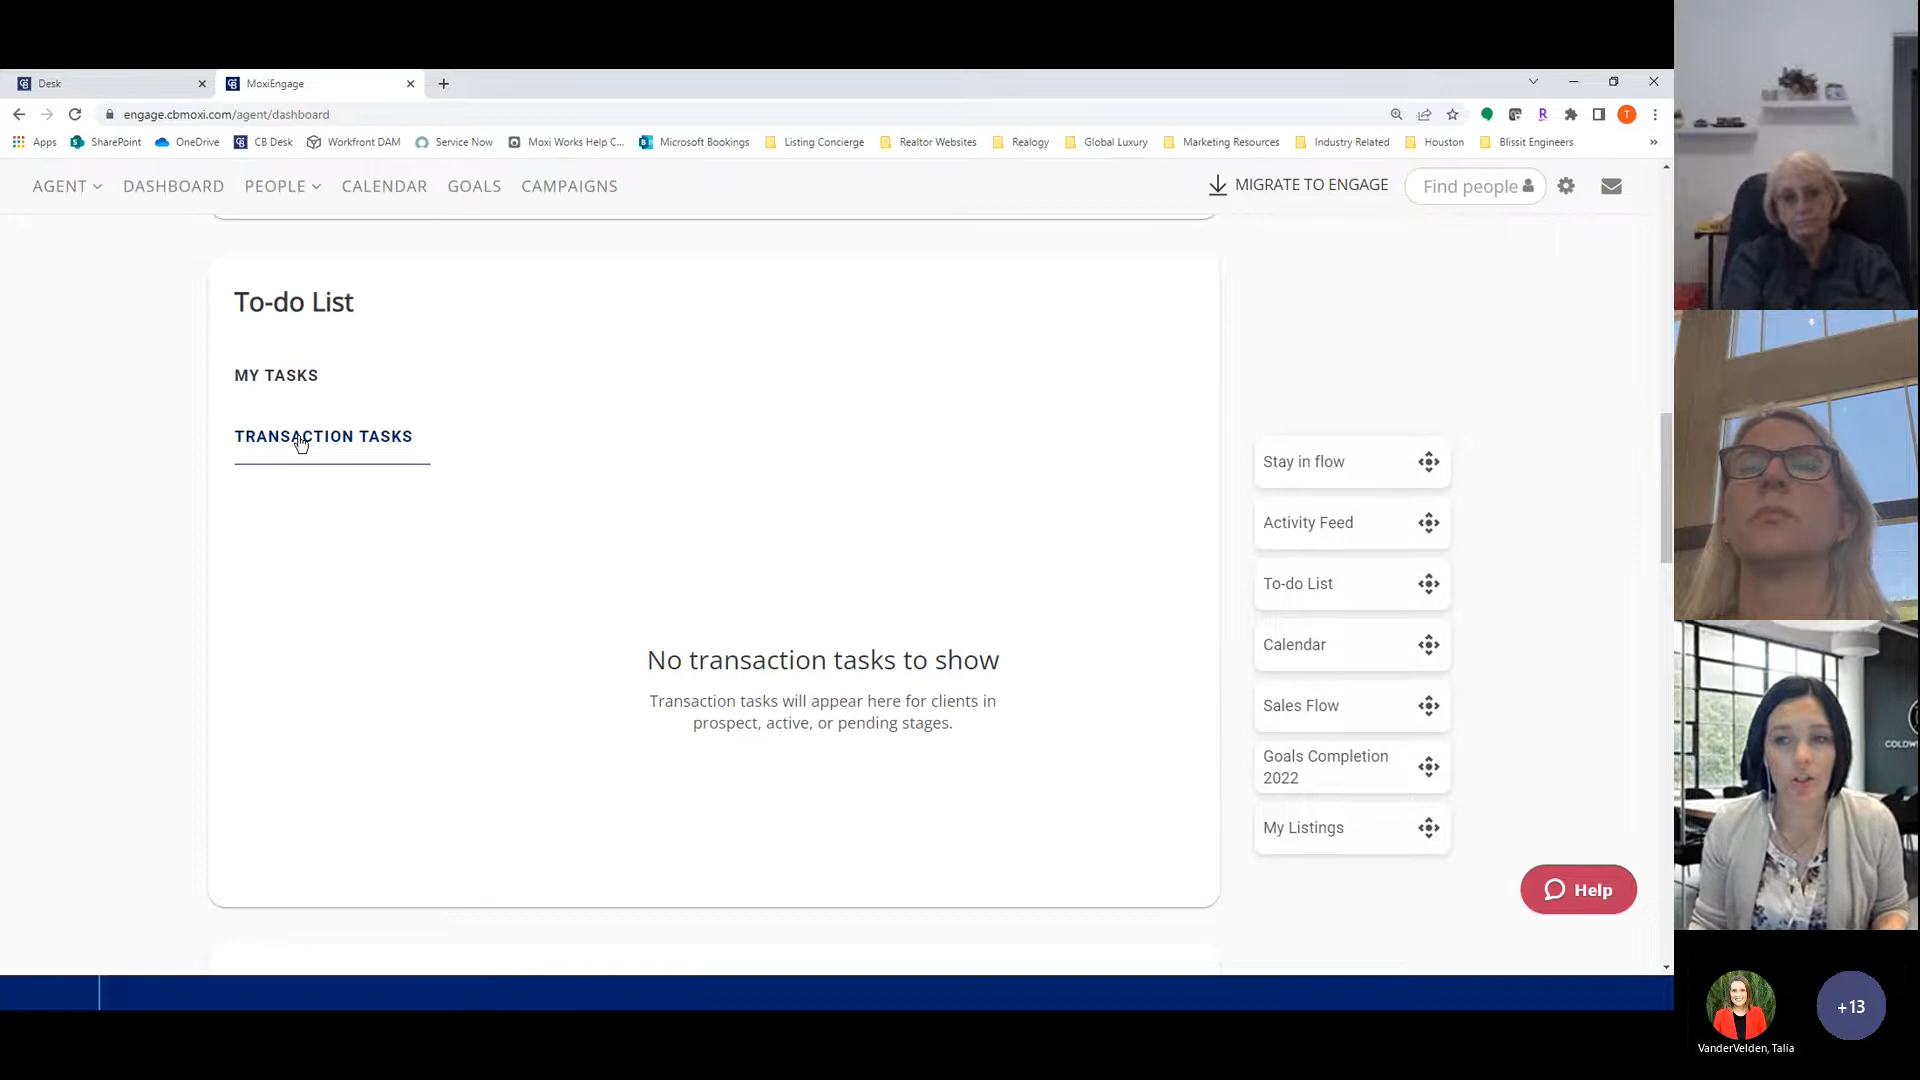 Desk
MoxiEngage
engage.cbmoxi.com/agent/dashboard
T
Apps
SharePoint
OneDrive
CB Desk
Workfront DAM
Service Now
Moxi Works Help C...
Microsoft Bookings
Listing Concierge
Realtor Websites
Realogy
Global Luxury
Marketing Resources
Industry Related
Houston
Blissit Engineers
»
AGENT
DASHBOARD
PEOPLE
CALENDAR
GOALS
CAMPAIGNS
MIGRATE TO ENGAGE
Find people
To-do List
MY TASKS
TRANSACTION TASKS
No transaction tasks to show
Transaction tasks will appear here for clients in
prospect, active, or pending stages.
Stay in flow
Activity Feed
To-do List
Calendar
Sales Flow
Goals Completion
2022
My Listings
Help
+13
VanderVelden, Talia